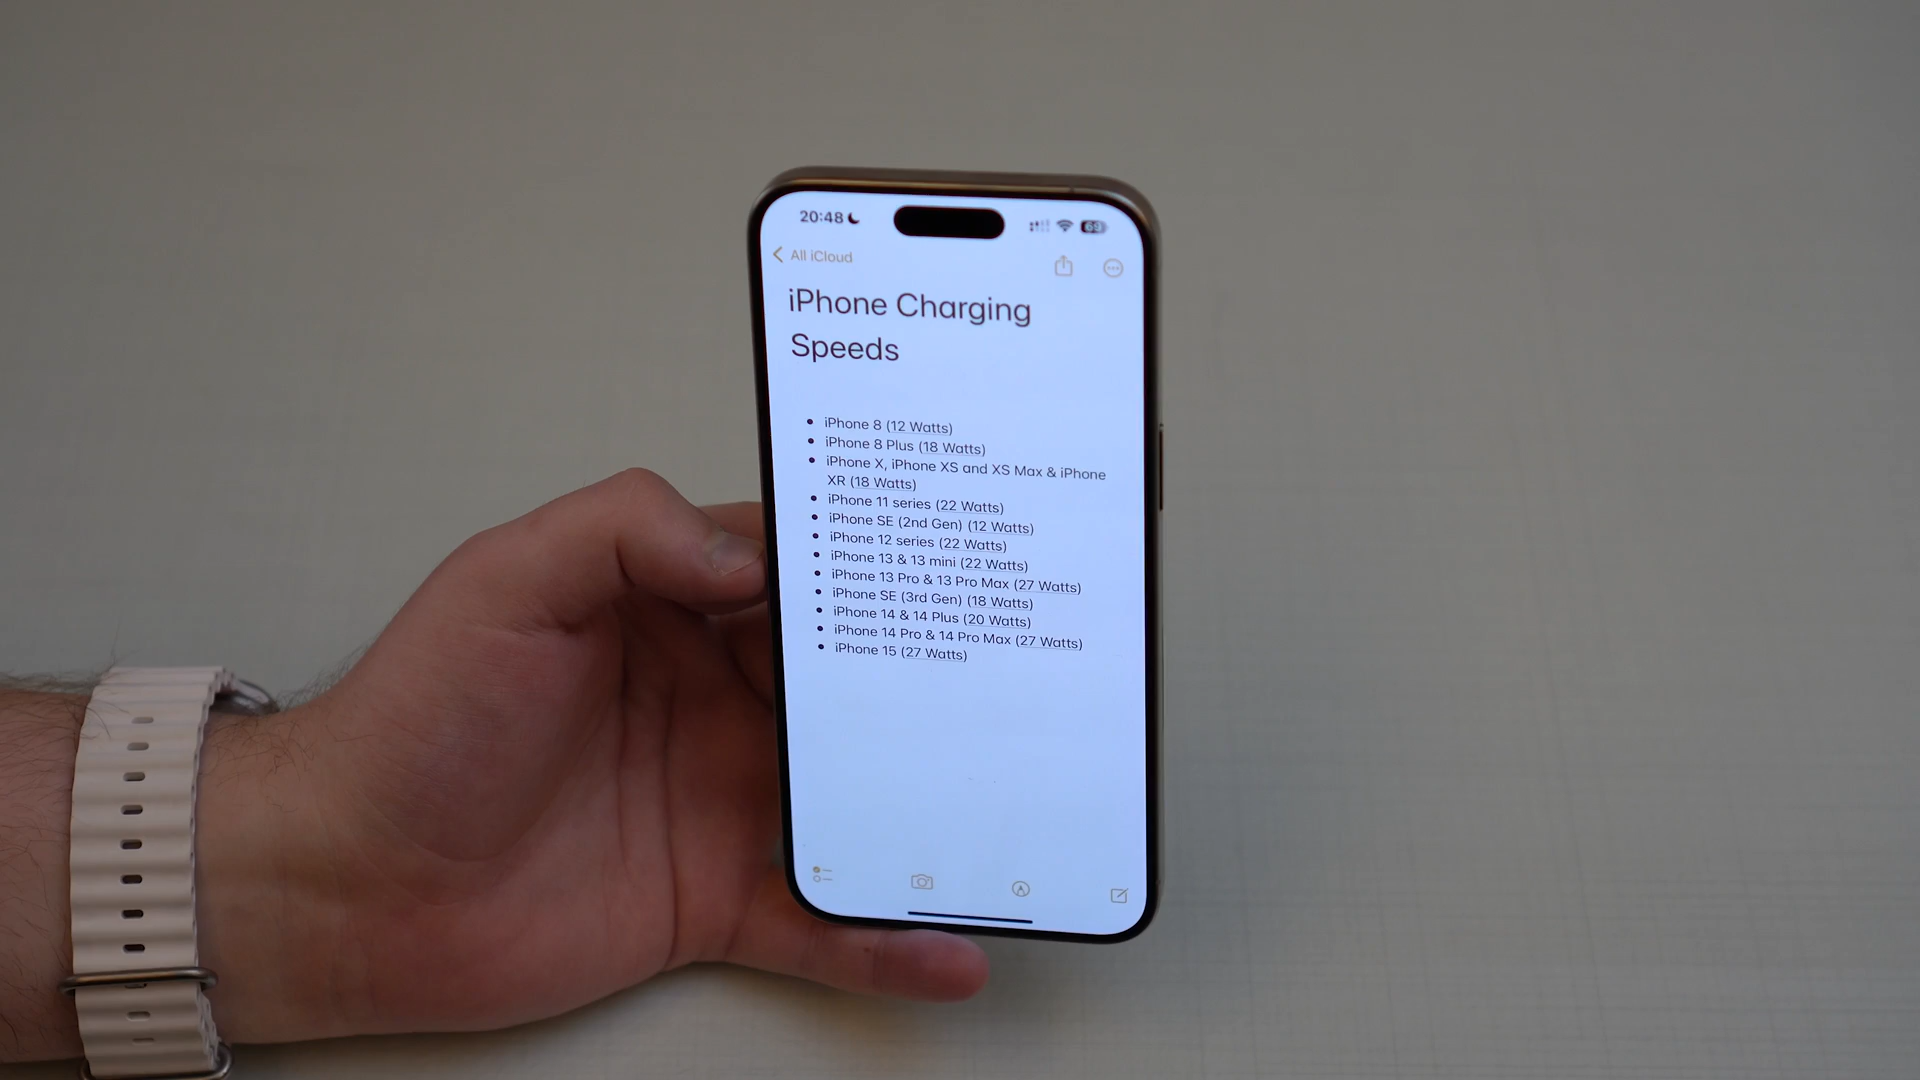 20:48
69
All iCloud
iPhone Charging
Speeds
• iPhone 8 (12 Watts)
• iPhone 8 Plus (18 Watts)
• iPhone X, iPhone XS and XS Max & iPhone
XR (18 Watts)
• iPhone 11 series (22 Watts)
• iPhone SE (2nd Gen) (12 Watts)
• iPhone 12 series (22 Watts)
• iPhone 13 & 13 mini (22 Watts)
• iPhone 13 Pro & 13 Pro Max (27 Watts)
• iPhone SE (3rd Gen) (18 Watts)
• iPhone 14 & 14 Plus (20 Watts)
• iPhone 14 Pro & 14 Pro Max (27 Watts)
• iPhone 15 (27 Watts)